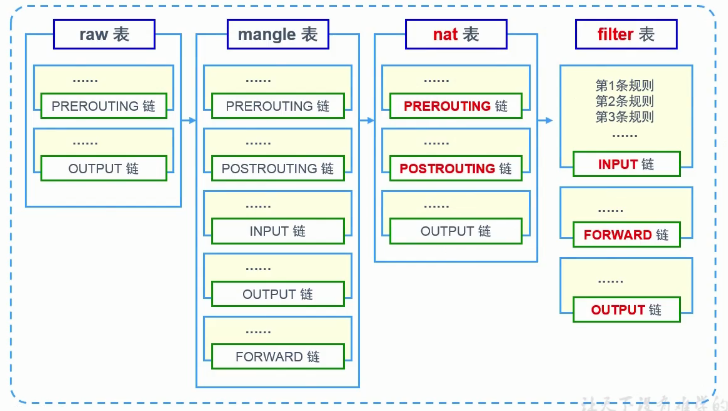 raw 表
mangle 表
nat 表
filter 表
……
PREROUTING 链
……
OUTPUT 链
……
PREROUTING 链
……
POSTROUTING 链
……
INPUT 链
……
OUTPUT 链
……
FORWARD 链
……
PREROUTING 链
……
POSTROUTING 链
……
OUTPUT 链
第1条规则
第2条规则
第3条规则
……
INPUT 链
……
FORWARD 链
……
OUTPUT 链